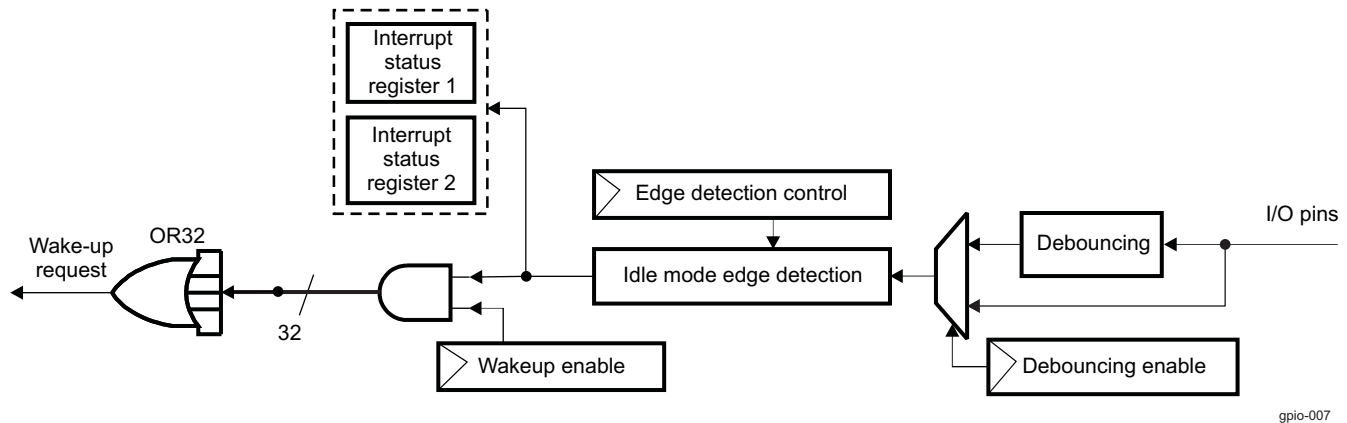 Interrupt
status
register 1
Interrupt
status
register 2
Edge detection control
I/O pins
Wake-up
request
OR32
Debouncing
Idle mode edge detection
32
Wakeup enable
Debouncing enable
gpio-007